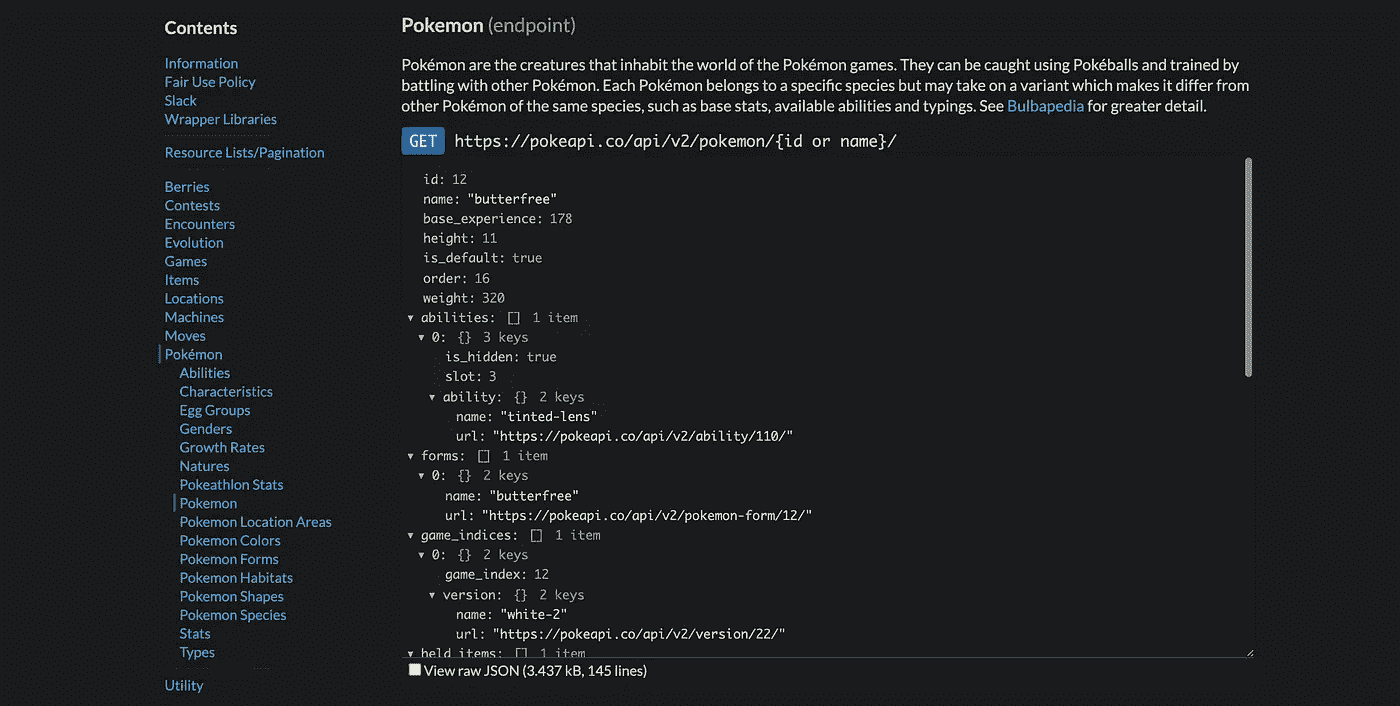 Contents
Information
Fair Use Policy
Slack
Wrapper Libraries
Resource Lists/Pagination
Berries
Contests
Encounters
Evolution
Games
Items
Locations
Machines
Moves
Pokémon
Abilities
Characteristics
Egg Groups
Genders
Growth Rates
Natures
Pokeathlon Stats
Pokemon
Pokemon Location Areas
Pokemon Colors
Pokemon Forms
Pokemon Habitats
Pokemon Shapes
Pokemon Species
Stats
Types
Utility
Pokemon (endpoint)
Pokémon are the creatures that inhabit the world of the Pokémon games. They can be caught using Pokéballs and trained by
battling with other Pokémon. Each Pokémon belongs to a specific species but may take on a variant which makes it differ from
other Pokémon of the same species, such as base stats, available abilities and typings. See Bulbapedia for greater detail.
GET https://pokeapi.co/api/v2/pokemon/{id or name}/
id: 12
name: "butterfree"
base_experience: 178
height: 11
is_default: true
order: 16
weight: 320
▼ abilities: [] 1 item
▼ 0: {} 3 keys
is_hidden: true
slot: 3
▼ ability: {} 2 keys
name: "tinted-lens"
url: "https://pokeapi.co/api/v2/ability/110/"
▼ forms: [] 1 item
▼ 0: {} 2 keys
name: "butterfree"
url: "https://pokeapi.co/api/v2/pokemon-form/12/"
▼ game_indices: [] 1 item
▼ 0: {} 2 keys
game_index: 12
▼ version: {} 2 keys
name: "white-2"
url: "https://pokeapi.co/api/v2/version/22/"
▼ held_items: [] 1 item
View raw JSON (3.437 kB, 145 lines)